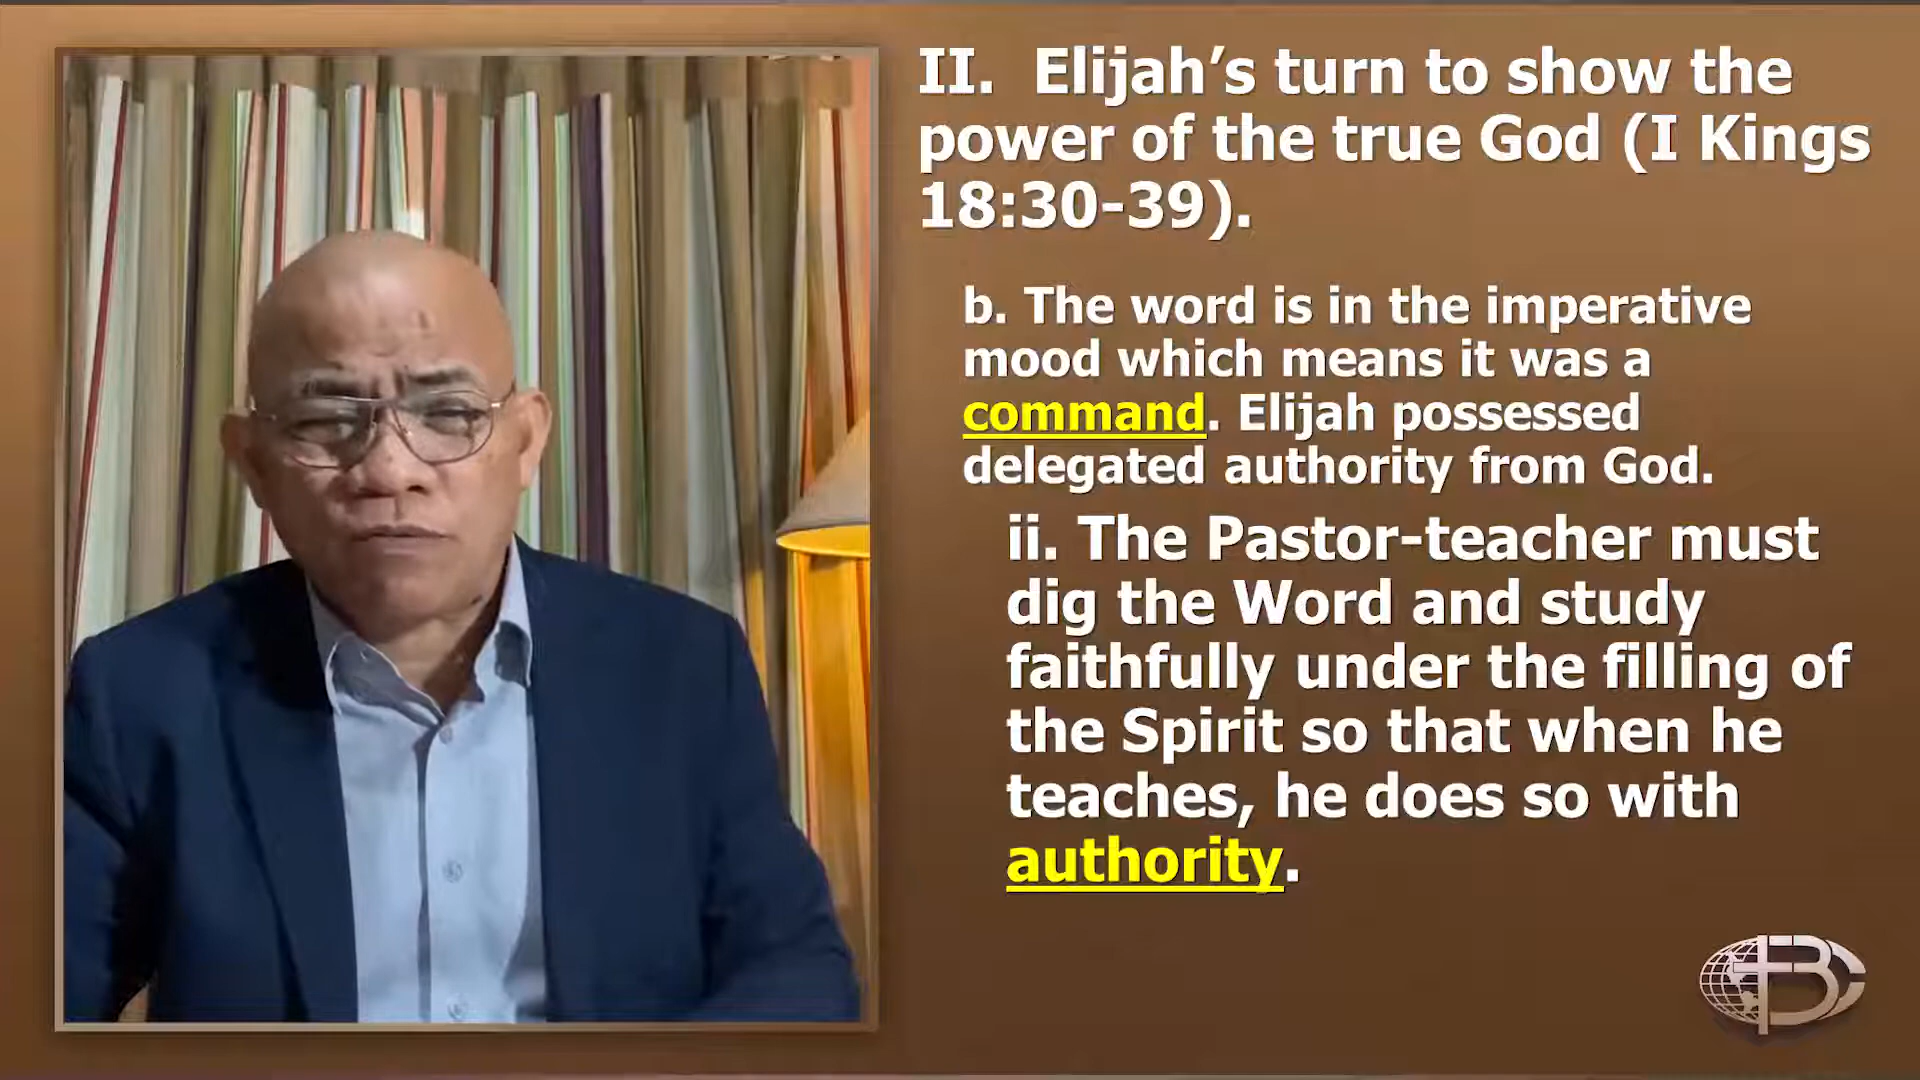 II. Elijah’s turn to show the
power of the true God (I Kings
18:30-39).
b. The word is in the imperative
mood which means it was a
command. Elijah possessed
delegated authority from God.
ii. The Pastor-teacher must
dig the Word and study
faithfully under the filling of
the Spirit so that when he
teaches, he does so with
authority.
BC